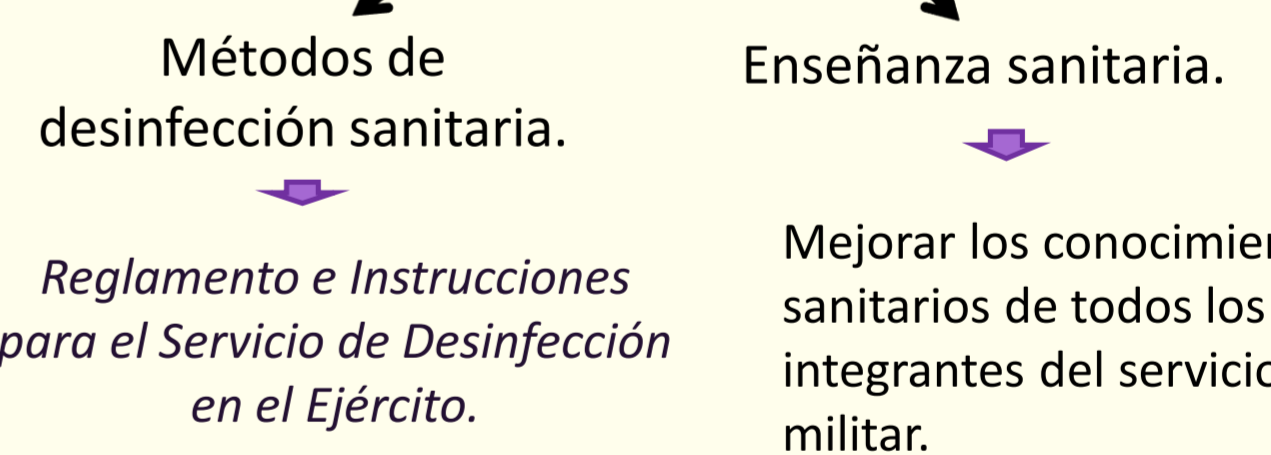 Métodos de
desinfección sanitaria.
Reglamento e Instrucciones
para el Servicio de Desinfección
en el Ejército.
Enseñanza sanitaria.
Mejorar los
sanitarios de todos los
integrantes del servicio
militar.